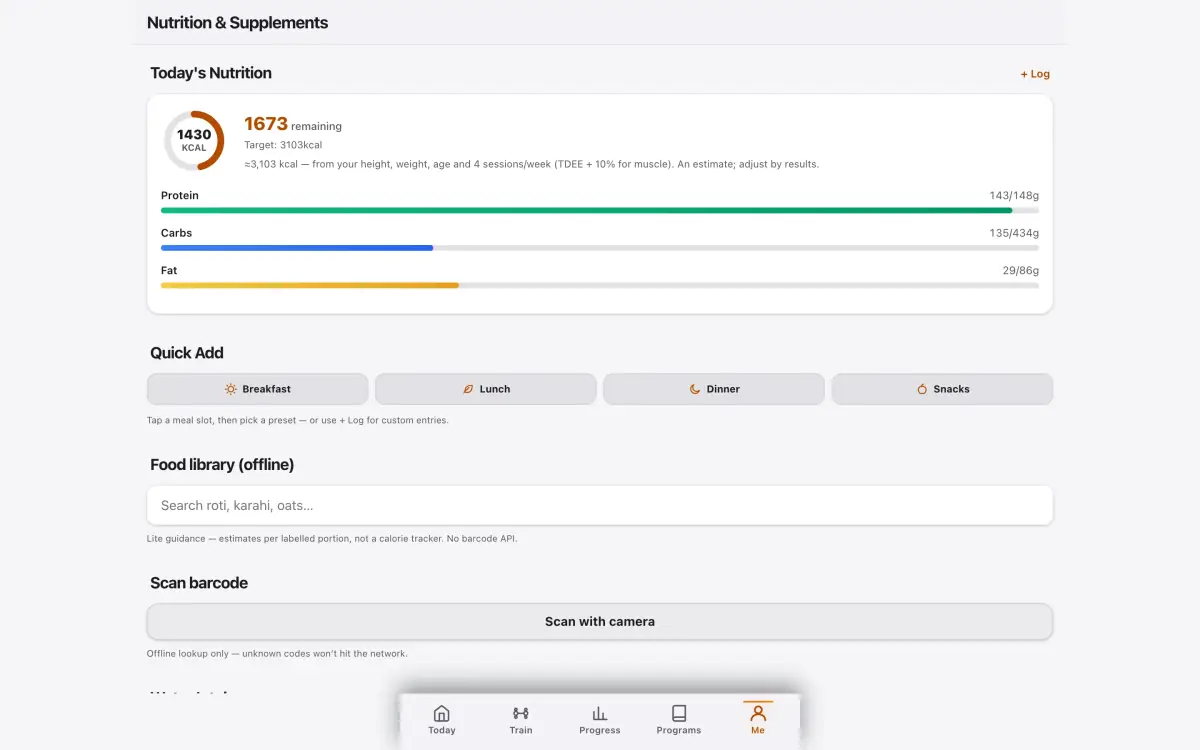 Nutrition & Supplements
Today's Nutrition
+ Log
1430
KCAL
1673 remaining
Target: 3103kcal
≈3,103 kcal — from your height, weight, age and 4 sessions/week (TDEE + 10% for muscle). An estimate; adjust by results.
Protein 143/148g
Carbs 135/434g
Fat 29/86g
Quick Add
Breakfast
Lunch
Dinner
Snacks
Tap a meal slot, then pick a preset — or use + Log for custom entries.
Food library (offline)
Search roti, karahi, oats...
Lite guidance — estimates per labelled portion, not a calorie tracker. No barcode API.
Scan barcode
Scan with camera
Offline lookup only — unknown codes won't hit the network.
Today
Train
Progress
Programs
Me